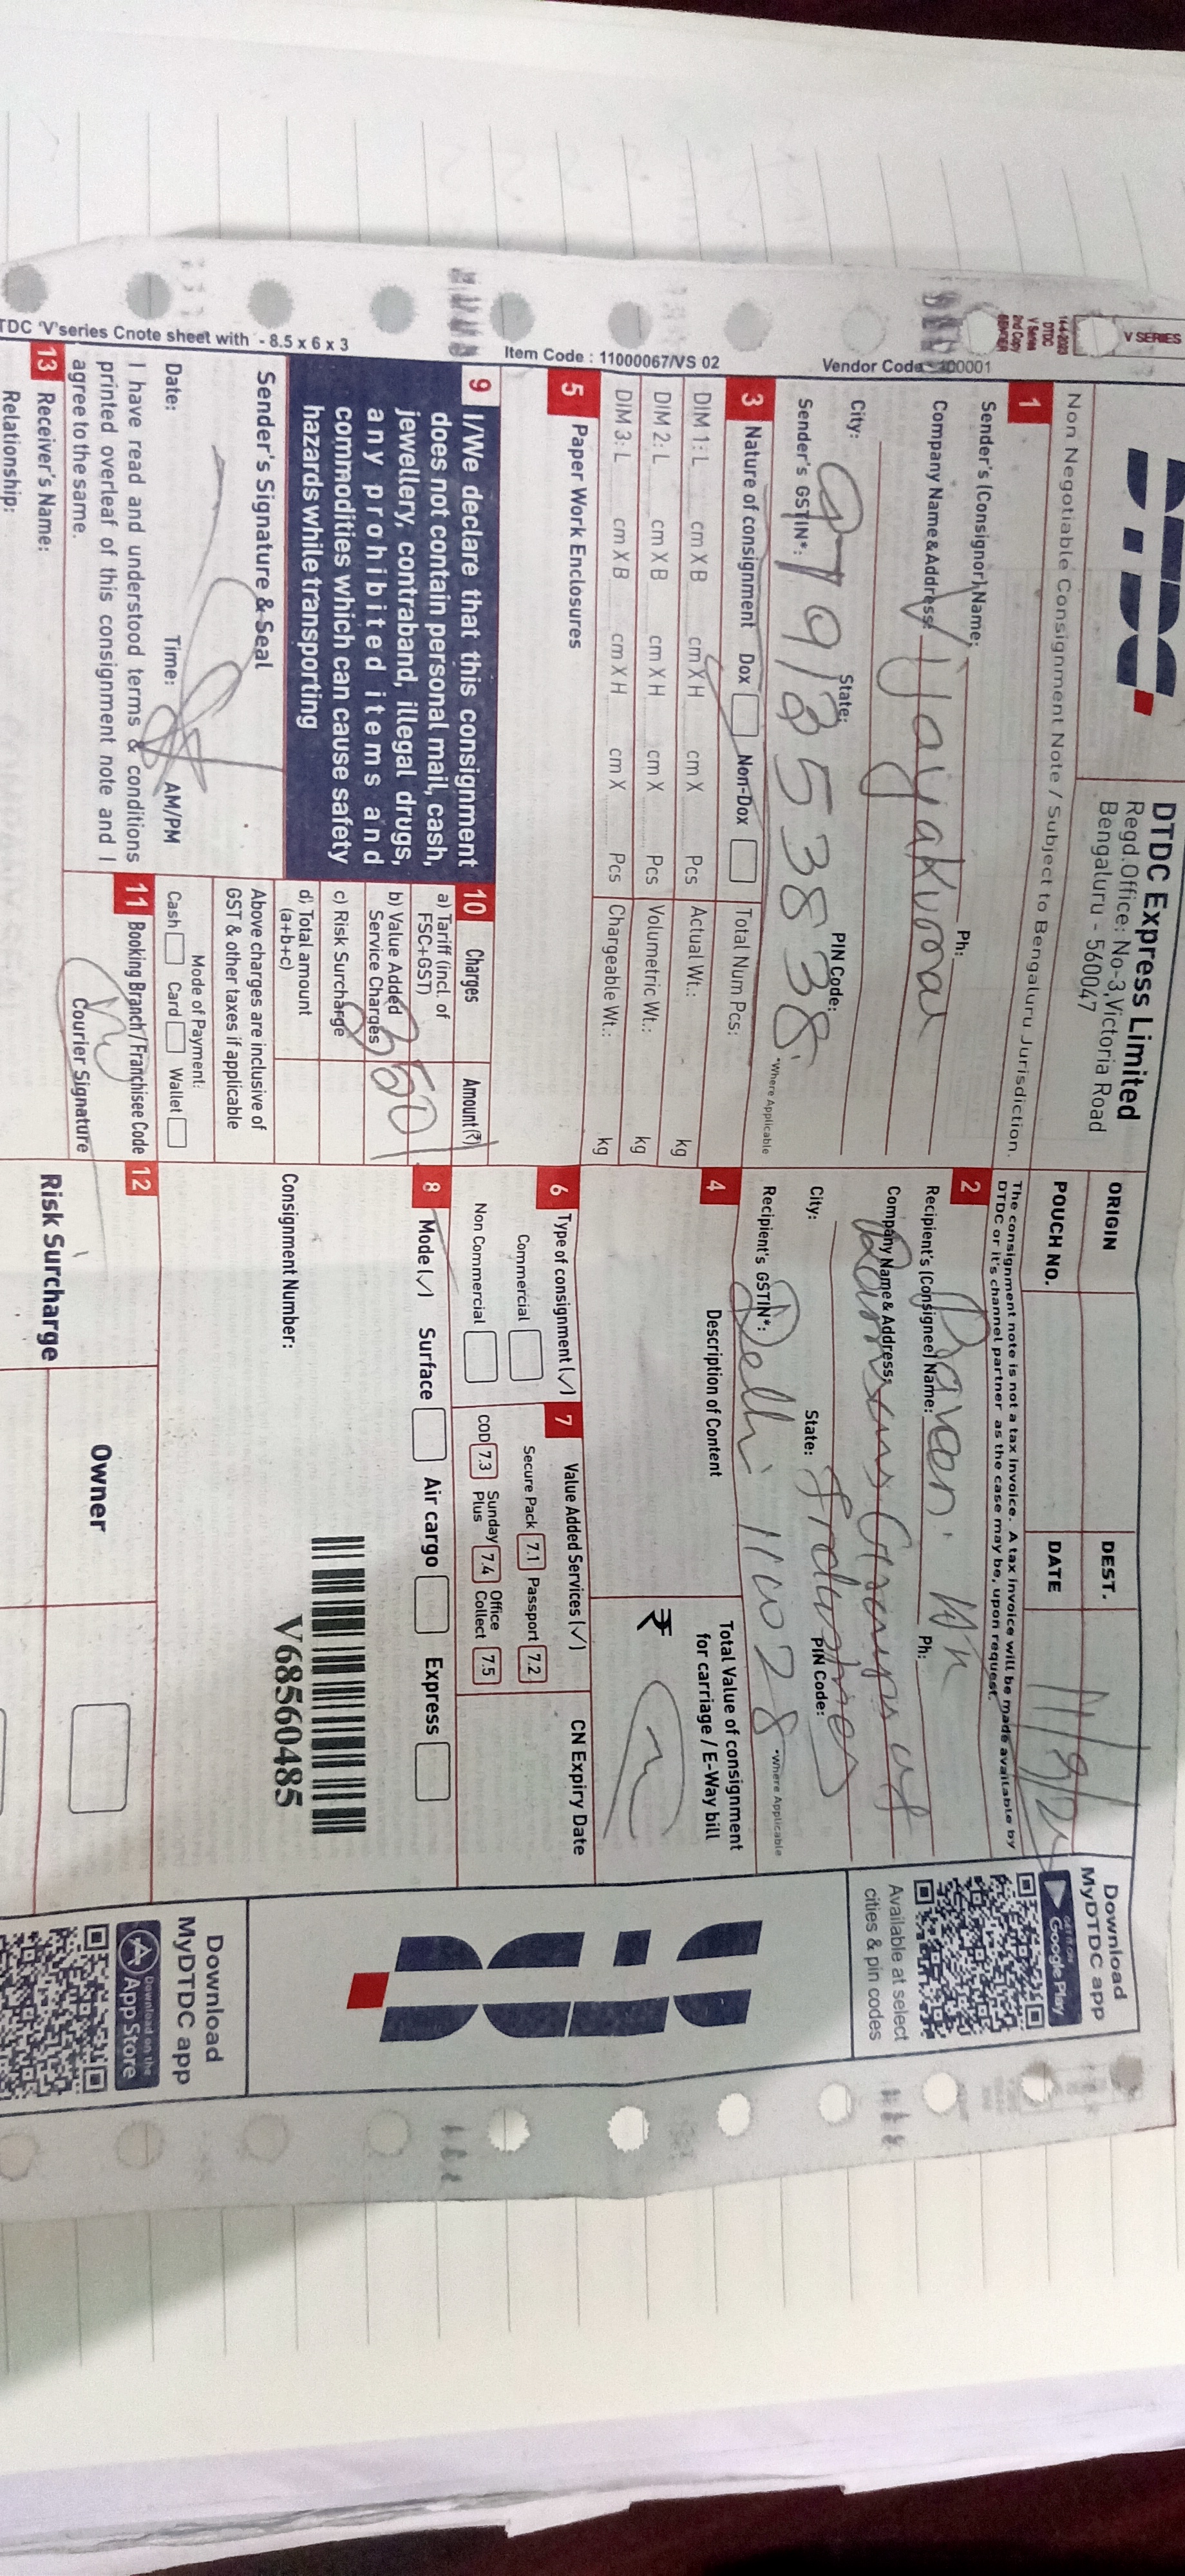 V SERIES
14-4-2023
DTDC
V Series
2nd Copy
SENDER
DTDC Express Limited
Regd.Office: No-3,Victoria Road
Bengaluru - 560047
Non Negotiable Consignment Note / Subject to Bengaluru Jurisdiction.
ORIGIN
DEST.
POUCH NO.
DATE
The consignment note is not a tax invoice. A tax invoice will be made available by
DTDC or it's channel partner as the case may be, upon request.
1
Sender's (Consignor) Name:
Ph:
Company Name & Address:
Vijayakumar
City:
State:
PIN Code:
Sender's GSTIN*:
*Where Applicable
2
Recipient's (Consignee) Name:
Ph:
Company Name & Address:
City:
State:
PIN Code:
Recipient's GSTIN*:
Delhi 110028
*Where Applicable
3 Nature of consignment Dox Non-Dox
Total Num Pcs:
DIM 1: L cm X B cm X H cm X Pcs
Actual Wt.: kg
DIM 2: L cm X B cm X H cm X Pcs
Volumetric Wt.: kg
DIM 3: L cm X B cm X H cm X Pcs
Chargeable Wt.: kg
4 Description of Content
Total Value of consignment
for carriage / E-Way bill
₹
5 Paper Work Enclosures
6 Type of consignment (✓)
Commercial
Non Commercial
7 Value Added Services (✓)
Secure Pack 7.1 Passport 7.2
COD 7.3 Sunday Plus 7.4 Office Collect 7.5
CN Expiry Date
8 Mode (✓) Surface Air cargo Express
Consignment Number:
V68560485
9 I/We declare that this consignment
does not contain personal mail, cash,
jewellery, contraband, illegal drugs,
any prohibited items and
commodities which can cause safety
hazards while transporting
Sender's Signature & Seal
Date: Time: AM/PM
I have read and understood terms & conditions
printed overleaf of this consignment note and I
agree to the same.
10 Charges Amount (₹)
a) Tariff (incl. of
FSC+GST)
b) Value Added
Service Charges
c) Risk Surcharge
d) Total amount
(a+b+c)
Above charges are inclusive of
GST & other taxes if applicable
Mode of Payment:
Cash Card Wallet
11 Booking Branch / Franchisee Code
Courier Signature
12
Risk Surcharge
Owner
13 Receiver's Name:
Relationship:
Download
MyDTDC app
GET IT ON
Google Play
Available at select
cities & pin codes
DTDC
Download
MyDTDC app
Download on the
App Store
Vendor Code 100001
Item Code : 11000067/VS 02
TDC 'V'series Cnote sheet with - 8.5 x 6 x 3